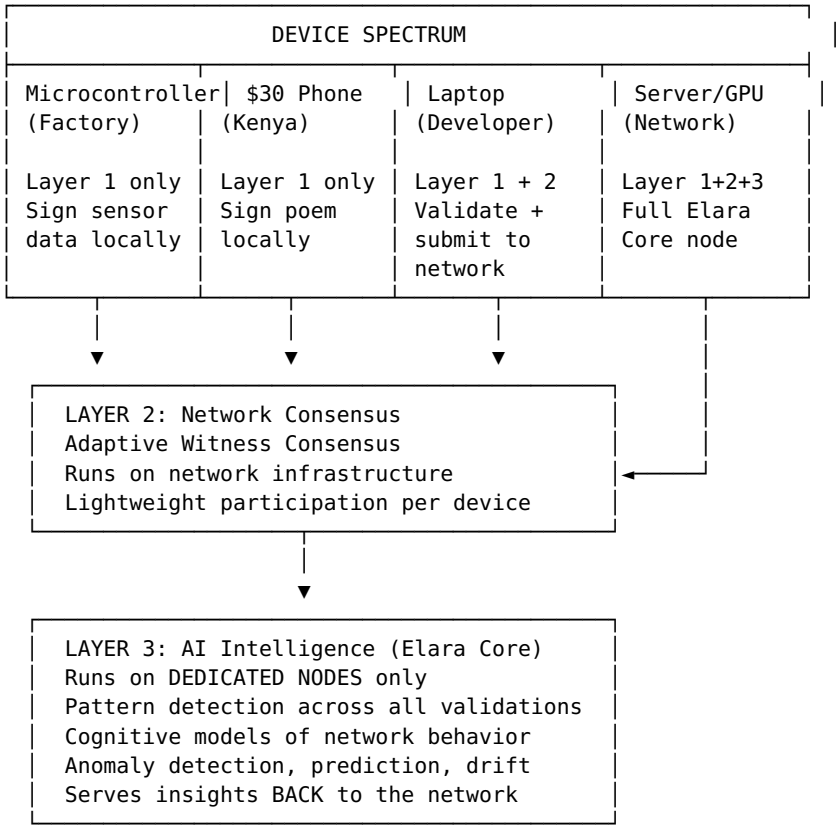 DEVICE SPECTRUM
Microcontroller $30 Phone Laptop Server/GPU
(Factory) (Kenya) (Developer) (Network)
Layer 1 only Layer 1 only Layer 1 + 2 Layer 1+2+3
Sign sensor Sign poem Validate + Full Elara
data locally locally submit to Core node
network
LAYER 2: Network Consensus
Adaptive Witness Consensus
Runs on network infrastructure
Lightweight participation per device
LAYER 3: AI Intelligence (Elara Core)
Runs on DEDICATED NODES only
Pattern detection across all validations
Cognitive models of network behavior
Anomaly detection, prediction, drift
Serves insights BACK to the network